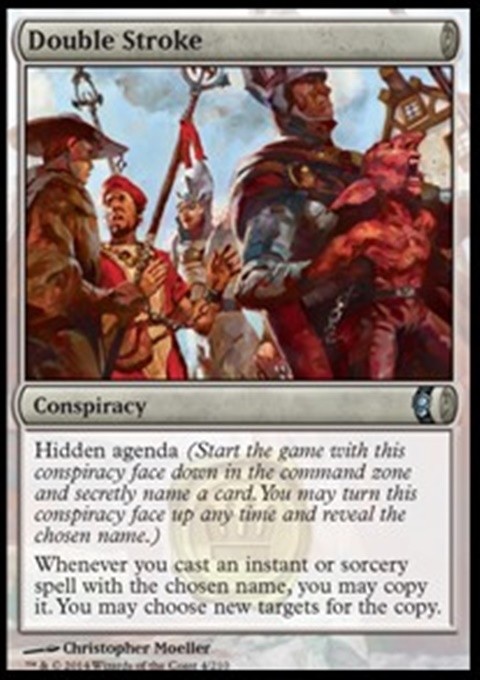 Double Stroke
Conspiracy
Hidden agenda (Start the game with this
conspiracy face down in the command zone
and secretly name a card. You may turn this
conspiracy face up any time and reveal the
chosen name.)
Whenever you cast an instant or sorcery
spell with the chosen name, you may copy
it. You may choose new targets for the copy.
Christopher Moeller
™ & © 2014 Wizards of the Coast 4/210